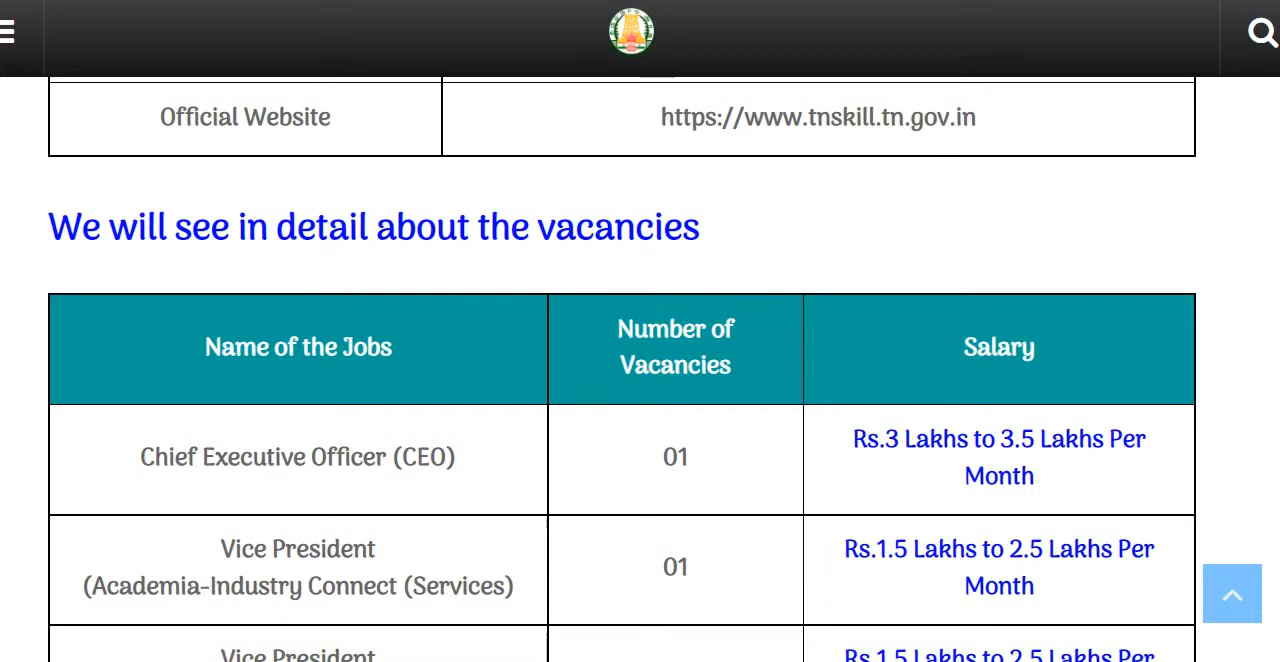 Official Website
https://www.tnskill.tn.gov.in
We will see in detail about the vacancies
Name of the Jobs
Number of
Vacancies
Salary
Chief Executive Officer (CEO)
01
Rs.3 Lakhs to 3.5 Lakhs Per
Month
Vice President
(Academia-Industry Connect (Services)
01
Rs.1.5 Lakhs to 2.5 Lakhs Per
Month
Vice President
Rs.1.5 Lakhs to 2.5 Lakhs Per